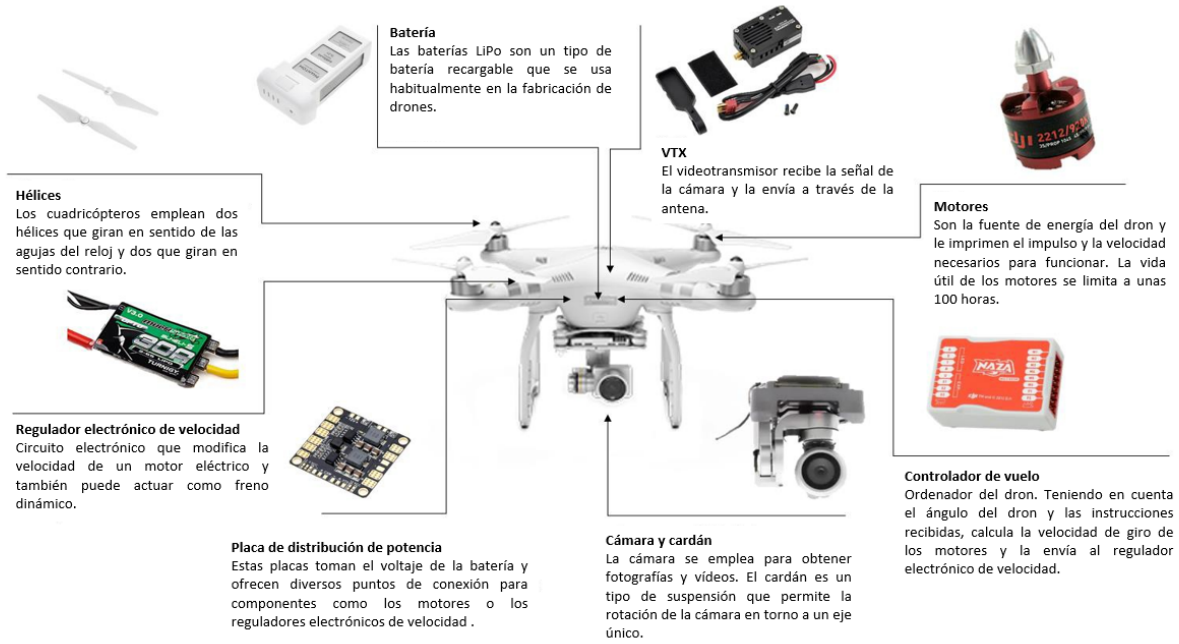 Batería
Las baterías LiPo son un tipo de
batería recargable que se usa
habitualmente en la fabricación de
drones.
VTX
El videotransmisor recibe la señal de
la cámara y la envía a través de la
antena.
Hélices
Los cuadricópteros emplean dos
hélices que giran en sentido de las
agujas del reloj y dos que giran en
sentido contrario.
Motores
Son la fuente de energía del dron y
le imprimen el impulso y la velocidad
necesarios para funcionar. La vida
útil de los motores se limita a unas
100 horas.
dji 2212/92
V3.0
TURNIGY
NAZA
Regulador electrónico de velocidad
Circuito electrónico que modifica la
velocidad de un motor eléctrico y
también puede actuar como freno
dinámico.
Controlador de vuelo
Ordenador del dron. Teniendo en cuenta
el ángulo del dron y las instrucciones
recibidas, calcula la velocidad de giro de
los motores y la envía al regulador
electrónico de velocidad.
Placa de distribución de potencia
Estas placas toman el voltaje de la batería y
ofrecen diversos puntos de conexión para
componentes como los motores o los
reguladores electrónicos de velocidad .
Cámara y cardán
La cámara se emplea para obtener
fotografías y vídeos. El cardán es un
tipo de suspensión que permite la
rotación de la cámara en torno a un eje
único.